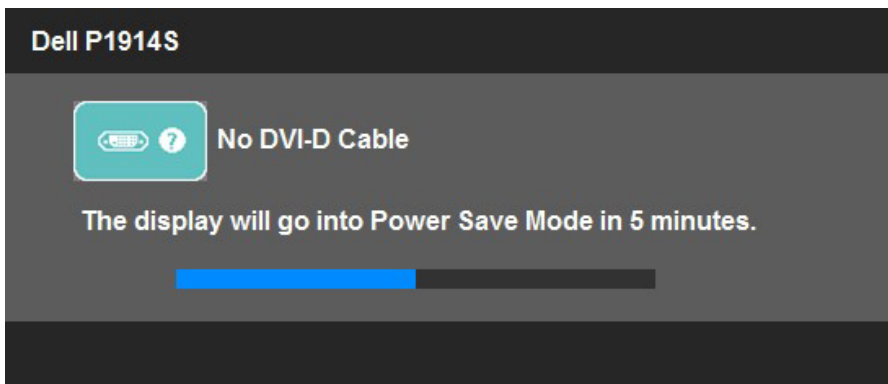 Dell P1914S
? No DVI-D Cable
The display will go into Power Save Mode in 5 minutes.